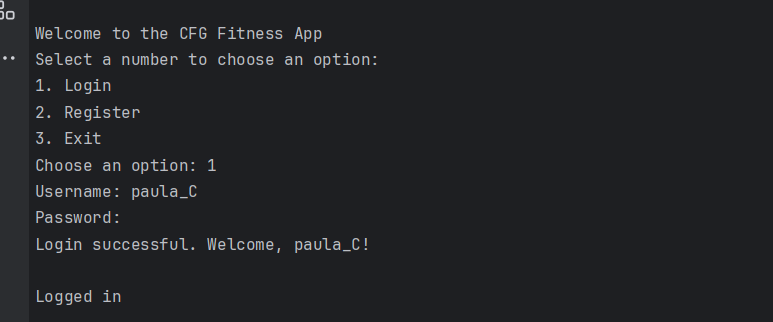 Welcome to the CFG Fitness App
Select a number to choose an option:
1. Login
2. Register
3. Exit
Choose an option: 1
Username: paula_C
Password:
Login successful. Welcome, paula_C!
Logged in